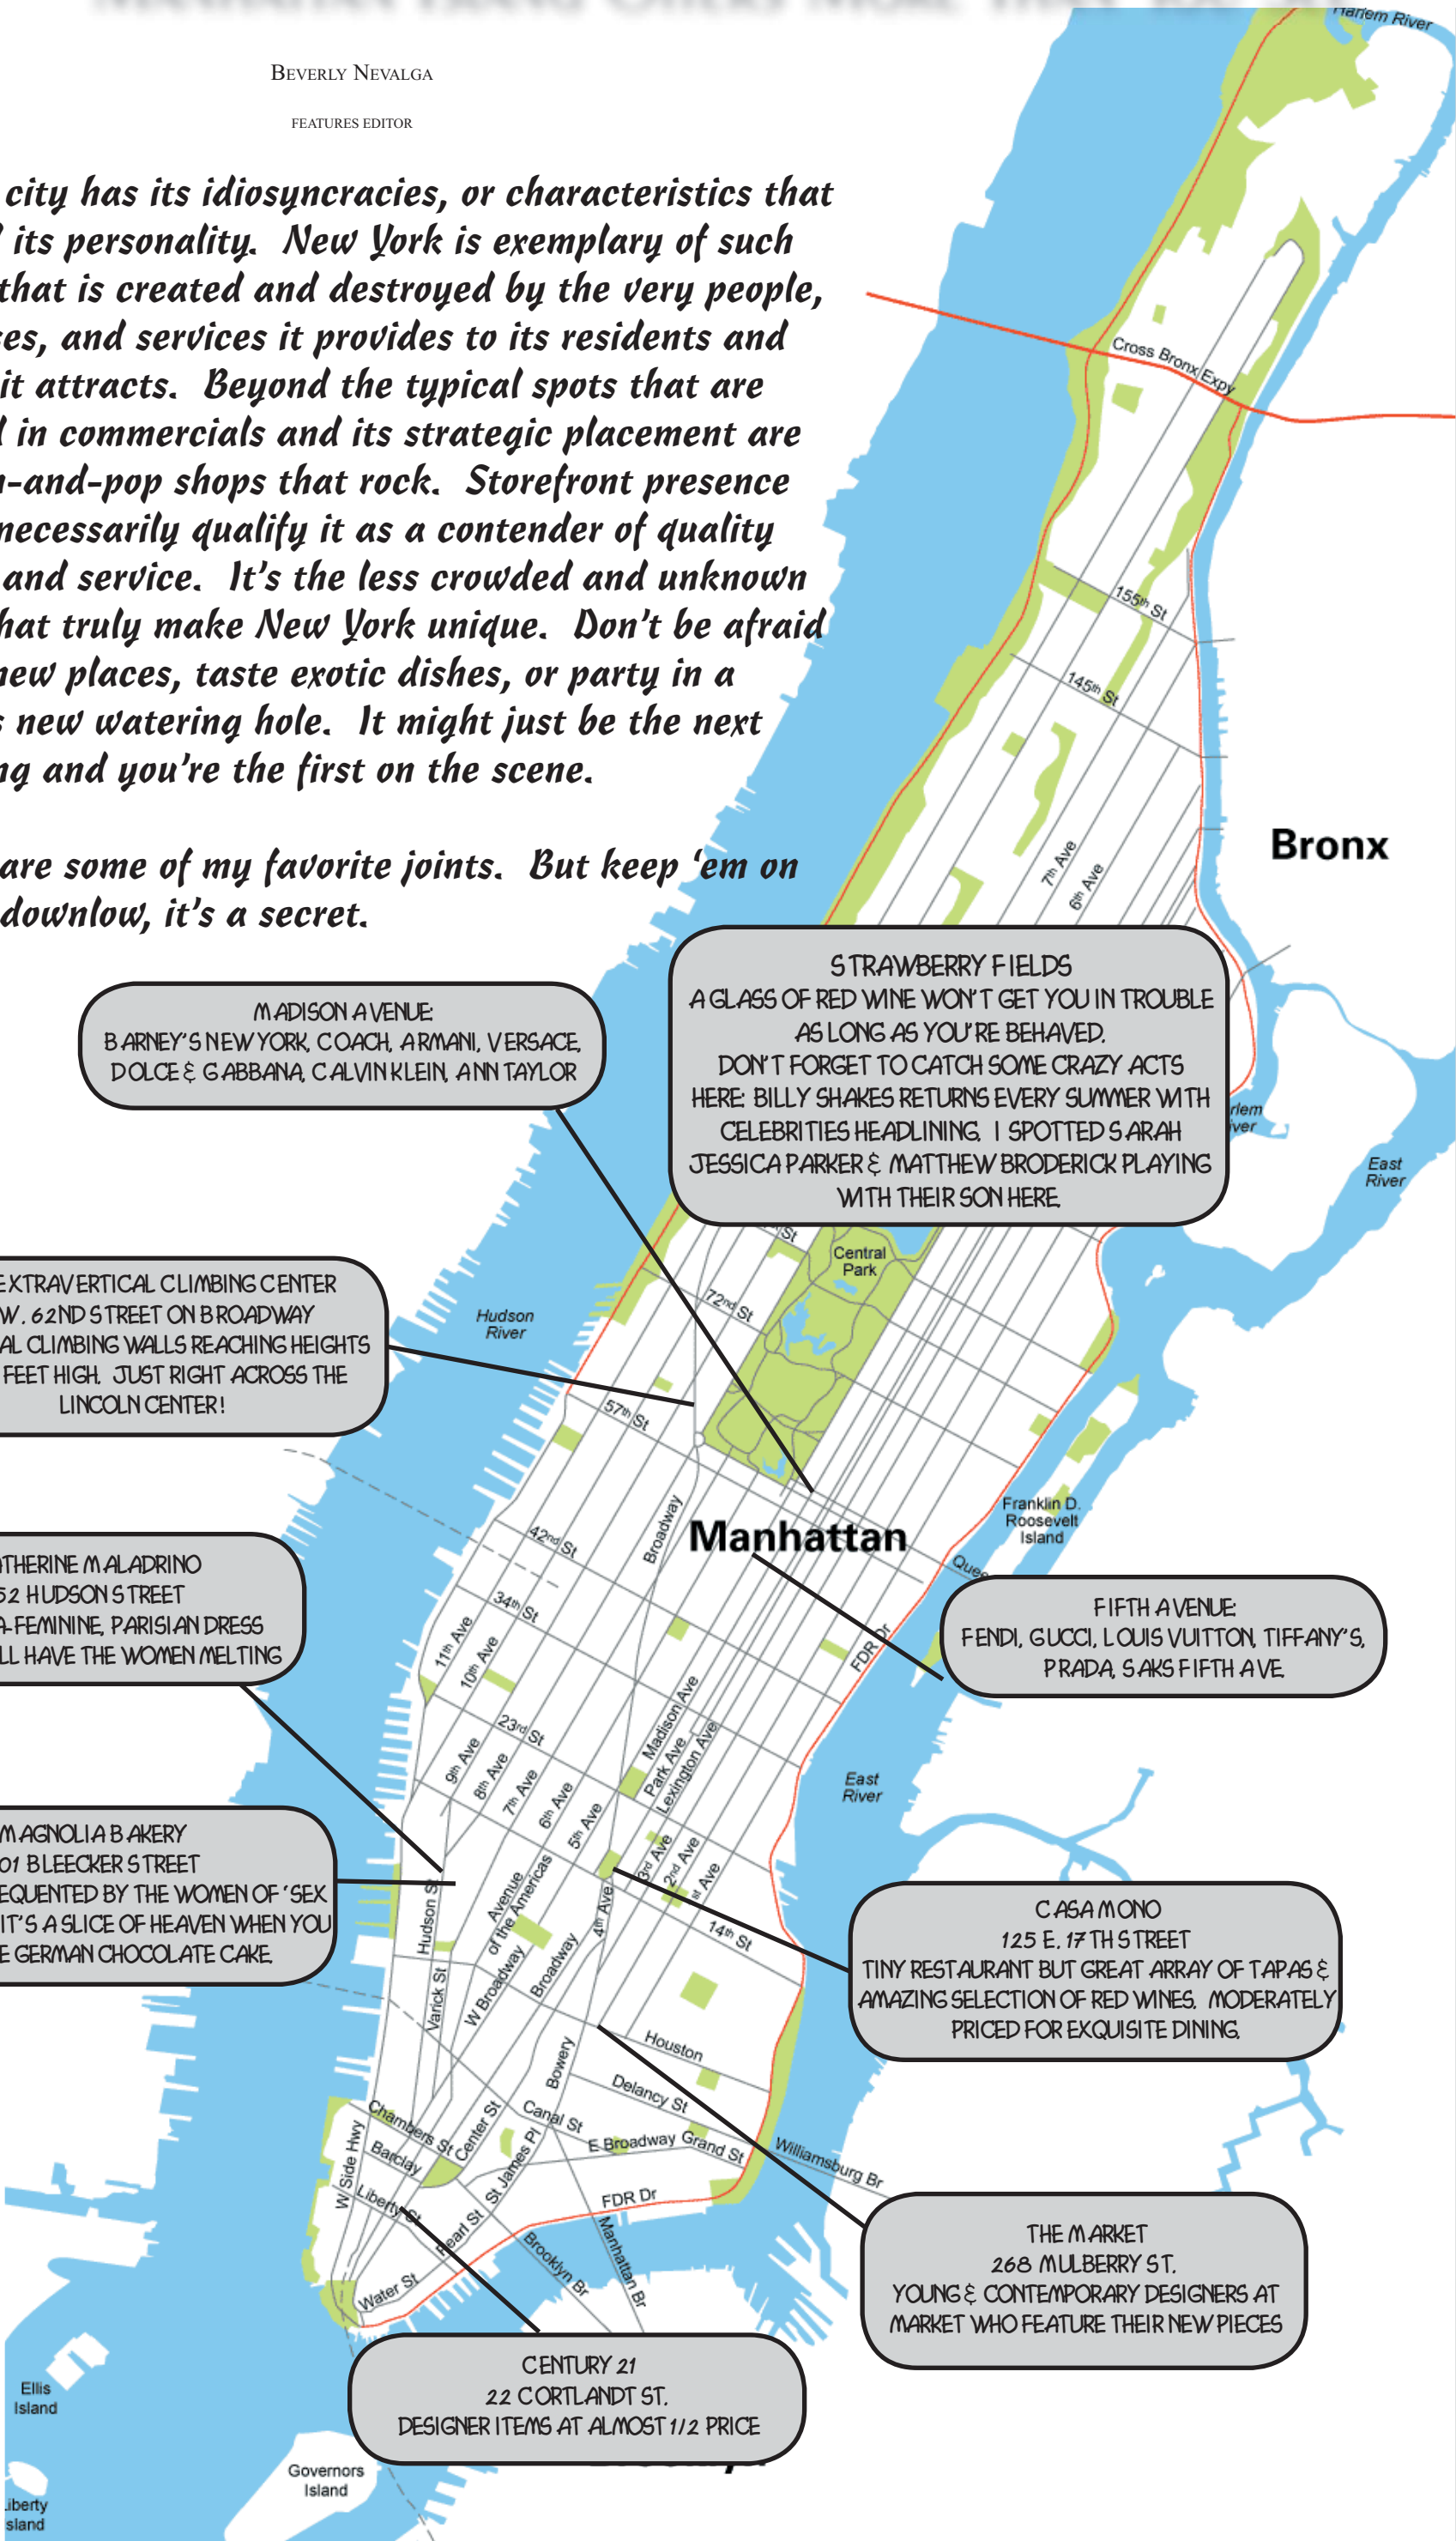 Beverly Nevalga
FEATURES EDITOR
city has its idiosyncracies, or characteristics that
its personality.  New York is exemplary of such
that is created and destroyed by the very people,
and services it provides to its residents and
it attracts.  Beyond the typical spots that are
in commercials and its strategic placement are
-and-pop shops that rock.  Storefront presence
necessarily qualify it as a contender of quality
and service.  It's the less crowded and unknown
that truly make New York unique.  Don't be afraid
new places, taste exotic dishes, or party in a
new watering hole.  It might just be the next
and you're the first on the scene.
are some of my favorite joints.  But keep 'em on
downlow, it's a secret.
Harlem River
Cross Bronx Expy
155th St
145th St
7th Ave
6th Ave
Bronx
MADISON AVENUE:
BARNEY'S NEW YORK, COACH, ARMANI, VERSACE,
DOLCE & GABBANA, CALVIN KLEIN, ANN TAYLOR
STRAWBERRY FIELDS
A GLASS OF RED WINE WON'T GET YOU IN TROUBLE
AS LONG AS YOU'RE BEHAVED.
DON'T FORGET TO CATCH SOME CRAZY ACTS
HERE: BILLY SHAKES RETURNS EVERY SUMMER WITH
CELEBRITIES HEADLINING.  I SPOTTED SARAH
JESSICA PARKER & MATTHEW BRODERICK PLAYING
WITH THEIR SON HERE.
East
River
Central
Park
72nd St
Hudson
River
EXTRAVERTICAL CLIMBING CENTER
W. 62ND STREET ON BROADWAY
CLIMBING WALLS REACHING HEIGHTS
FEET HIGH.  JUST RIGHT ACROSS THE
LINCOLN CENTER!
57th St
Franklin D.
Roosevelt
Island
Broadway
Manhattan
42nd St
34th St
11th Ave
10th Ave
MALADRINO
HUDSON STREET
-FEMININE, PARISIAN DRESS
HAVE THE WOMEN MELTING
FIFTH AVENUE:
FENDI, GUCCI, LOUIS VUITTON, TIFFANY'S,
PRADA, SAKS FIFTH AVE.
FDR Dr
23rd St
Madison Ave
Park Ave
Lexington Ave
9th Ave
8th Ave
7th Ave
6th Ave
5th Ave
East
River
3rd Ave
2nd Ave
1st Ave
MAGNOLIA BAKERY
01 BLEECKER STREET
BY THE WOMEN OF 'SEX
IT'S A SLICE OF HEAVEN WHEN YOU
GERMAN CHOCOLATE CAKE.
Hudson St
Avenue
of the Americas
4th Ave
14th St
CASA MONO
125 E. 17TH STREET
TINY RESTAURANT BUT GREAT ARRAY OF TAPAS &
AMAZING SELECTION OF RED WINES.  MODERATELY
PRICED FOR EXQUISITE DINING.
Varick St
W Broadway
Broadway
Bowery
Houston
Delancy St
Canal St
E Broadway
Grand St
Williamsburg Br
Chambers St
Center St
Barclay
St James Pl
W Side Hwy
Liberty St
Pearl St
FDR Dr
Water St
Brooklyn Br
Manhattan Br
THE MARKET
268 MULBERRY ST.
YOUNG & CONTEMPORARY DESIGNERS AT
MARKET WHO FEATURE THEIR NEW PIECES
CENTURY 21
22 CORTLANDT ST.
DESIGNER ITEMS AT ALMOST 1/2 PRICE
Ellis
Island
Governors
Island
Liberty
Island